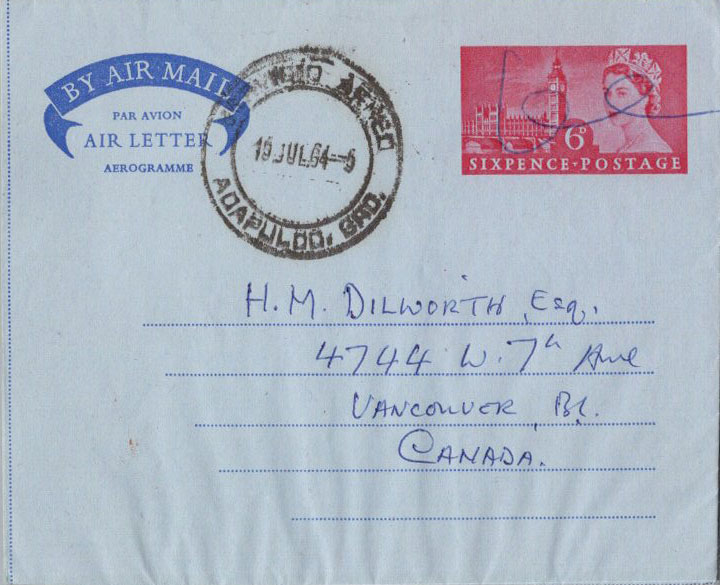 BY AIR MAIL
PAR AVION
AIR LETTER
AEROGRAMME
AEREO
19 JUL.64
ACAPULCO, GRO.
6D
SIXPENCE·POSTAGE
H. M. DILWORTH, Esq.
4744 W. 7th Ave
VANCOUVER, B.C.
CANADA.